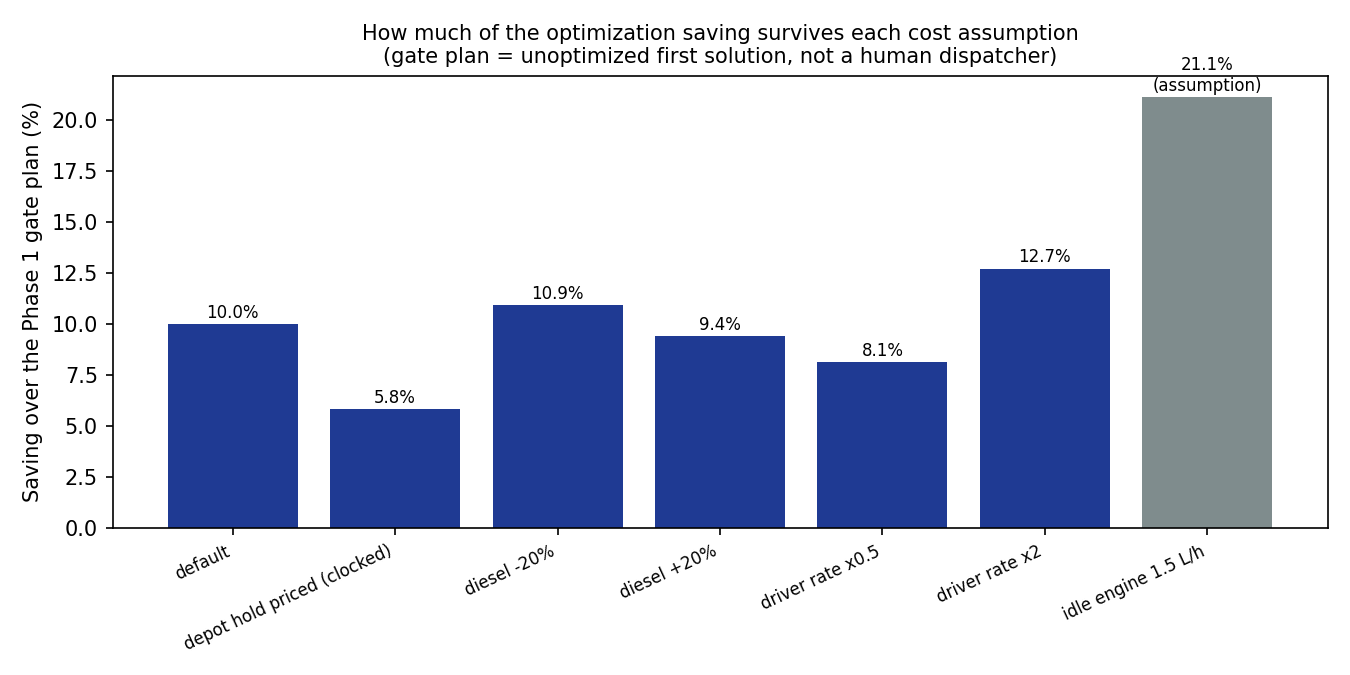 How much of the optimization saving survives each cost assumption
(gate plan = unoptimized first solution, not a human dispatcher)
Saving over the Phase 1 gate plan (%)
20.0
17.5
15.0
12.5
10.0
7.5
5.0
2.5
0.0
10.0%
5.8%
10.9%
9.4%
8.1%
12.7%
21.1%
(assumption)
default
depot hold priced (clocked)
diesel -20%
diesel +20%
driver rate x0.5
driver rate x2
idle engine 1.5 L/h